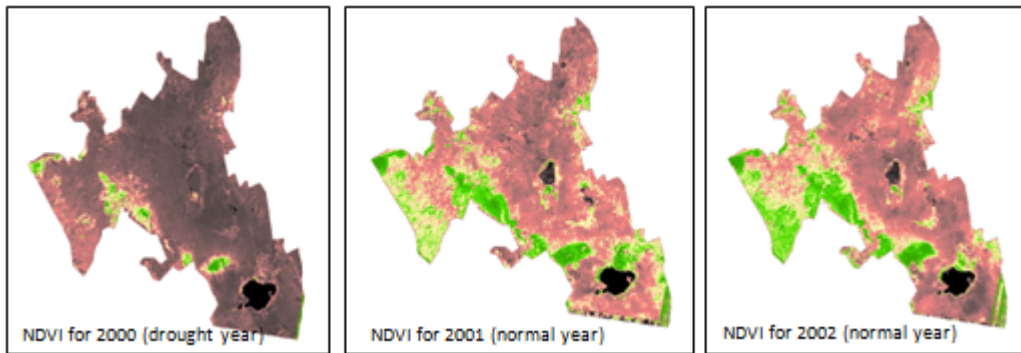 NDVI for 2000 (drought year)
NDVI for 2001 (normal year)
NDVI for 2002 (normal year)